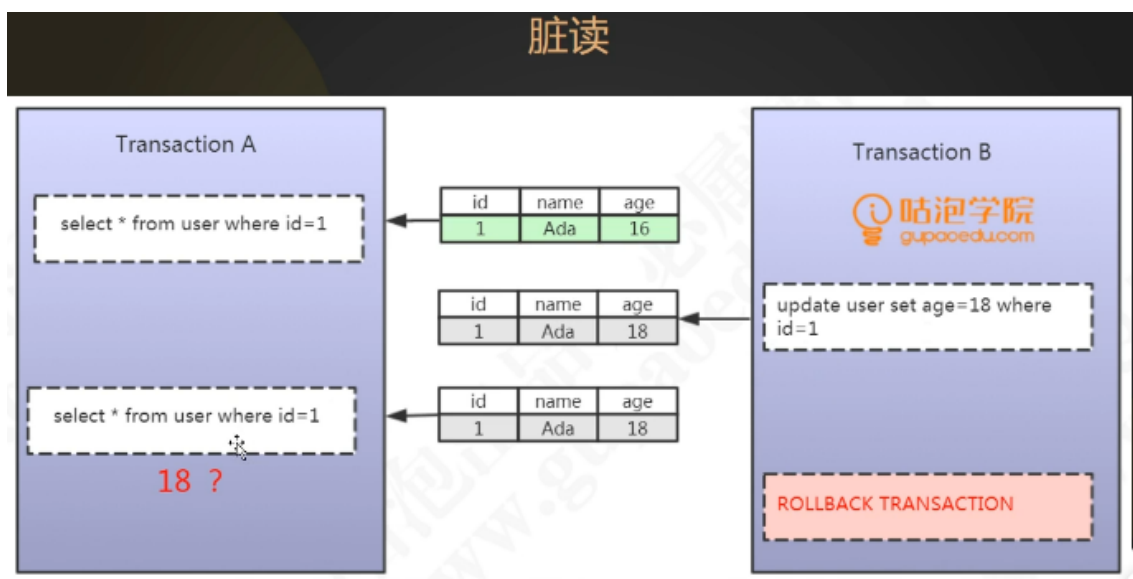 脏读
Transaction A
select * from user where id=1
id name age
1 Ada 16
Transaction B
咕泡学院
gupaoedu.com
id name age
1 Ada 18
update user set age=18 where
id=1
select * from user where id=1
18 ?
id name age
1 Ada 18
ROLLBACK TRANSACTION